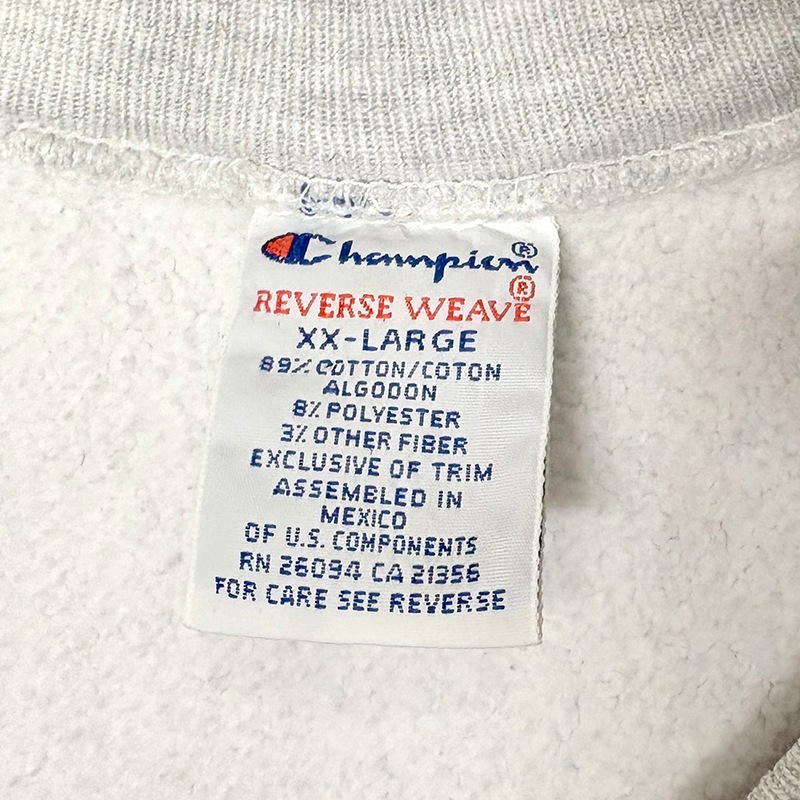 Champion®
REVERSE WEAVE®
XX-LARGE
89% COTTON/COTON
ALGODON
8% POLYESTER
3% OTHER FIBER
EXCLUSIVE OF TRIM
ASSEMBLED IN
MEXICO
OF U.S. COMPONENTS
RN 26094 CA 21356
FOR CARE SEE REVERSE